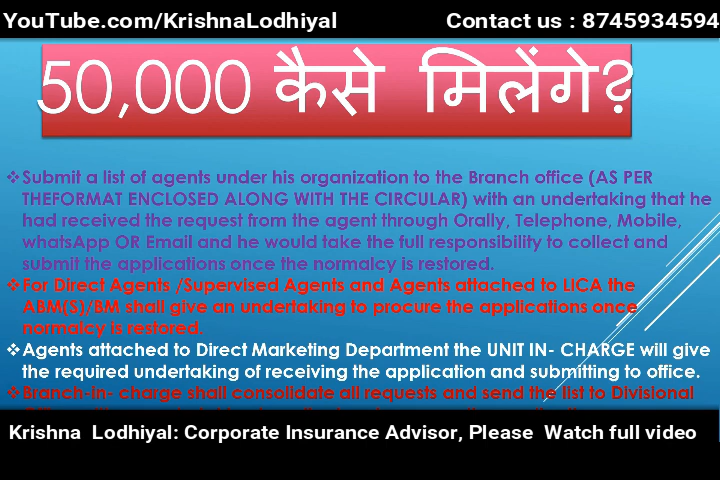 YouTube.com/KrishnaLodhiyal Contact us : 8745934594
50,000 कैसे मिलेंगे?
❖Submit a list of agents under his organization to the Branch office (AS PER
THEFORMAT ENCLOSED ALONG WITH THE CIRCULAR) with an undertaking that he
had received the request from the agent through Orally, Telephone, Mobile,
whatsApp OR Email and he would take the full responsibility to collect and
submit the applications once the normalcy is restored.
❖For Direct Agents /Supervised Agents and Agents attached to LICA the
ABM(S)/BM shall give an undertaking to procure the applications once
normalcy is restored.
❖Agents attached to Direct Marketing Department the UNIT IN- CHARGE will give
the required undertaking of receiving the application and submitting to office.
❖Branch-in- charge shall consolidate all requests and send the list to Divisional
Krishna Lodhiyal: Corporate Insurance Advisor, Please Watch full video